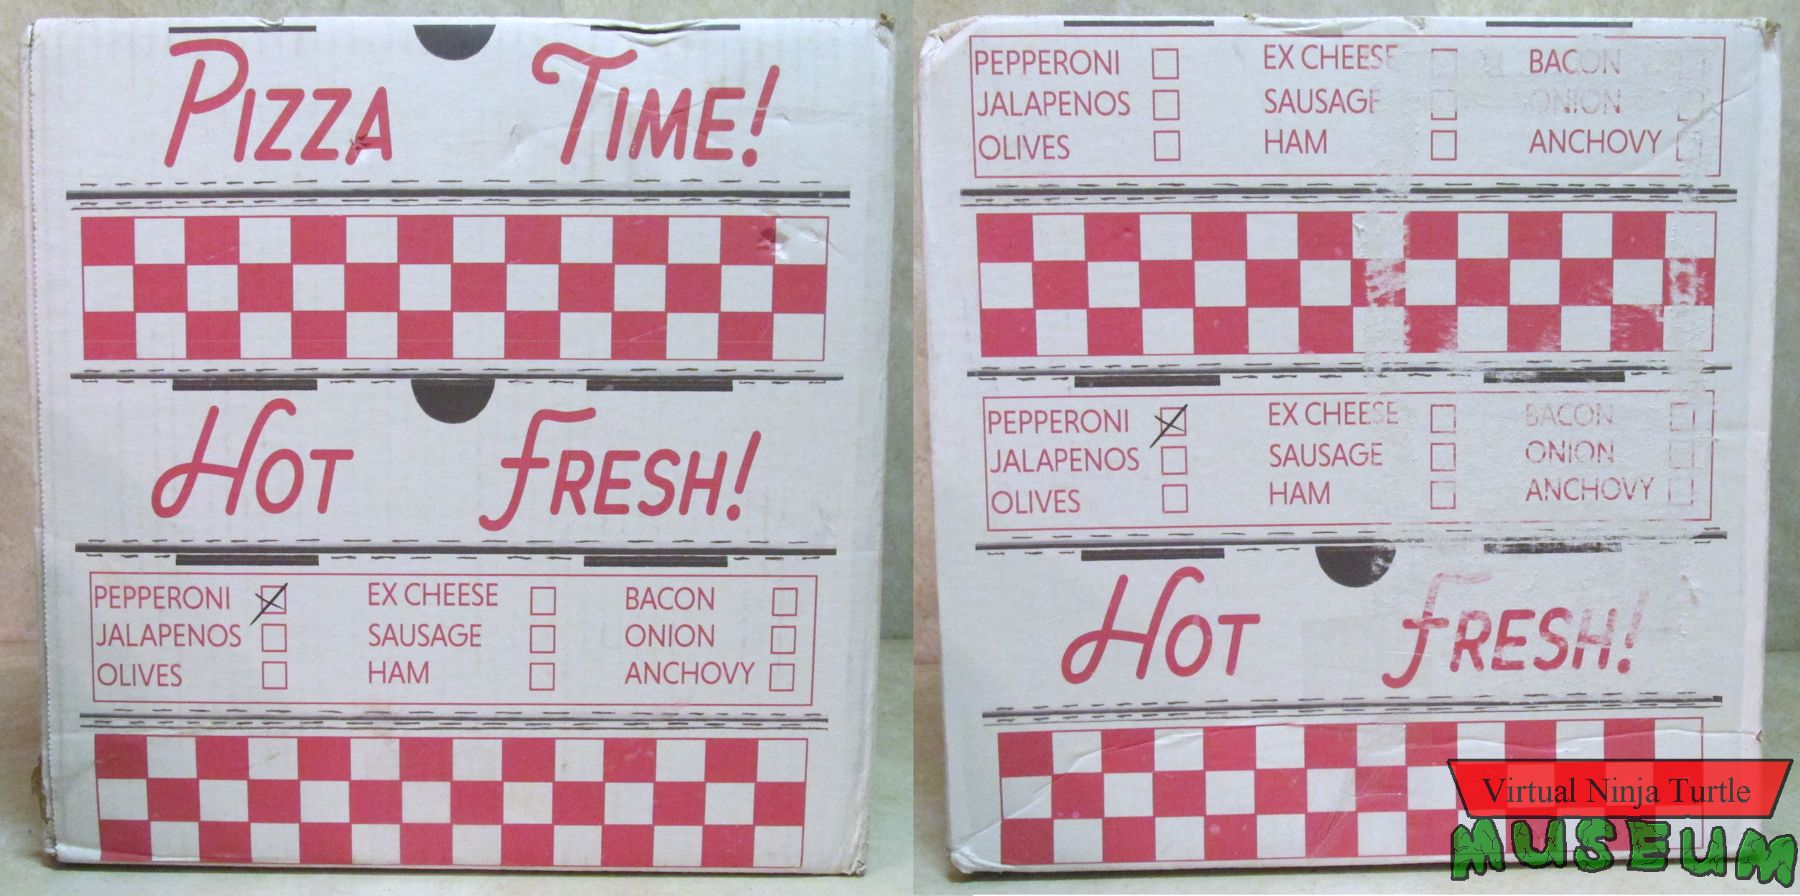 PIZZA TIME!
HOT FRESH!
PEPPERONI EX CHEESE BACON
JALAPENOS SAUSAGE ONION
OLIVES HAM ANCHOVY
PEPPERONI EX CHEESE BACON
JALAPENOS SAUSAGE ONION
OLIVES HAM ANCHOVY
PEPPERONI EX CHEESE BACON
JALAPENOS SAUSAGE ONION
OLIVES HAM ANCHOVY
HOT FRESH!
Virtual Ninja Turtle
MUSEUM